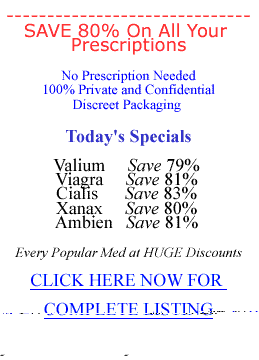 SAVE 80% On All Your
Prescriptions
No Prescription Needed
100% Private and Confidential
Discreet Packaging
Today's Specials
Valium Save 79%
Viagra Save 81%
Cialis Save 83%
Xanax Save 80%
Ambien Save 81%
Every Popular Med at HUGE Discounts
CLICK HERE NOW FOR
COMPLETE LISTING